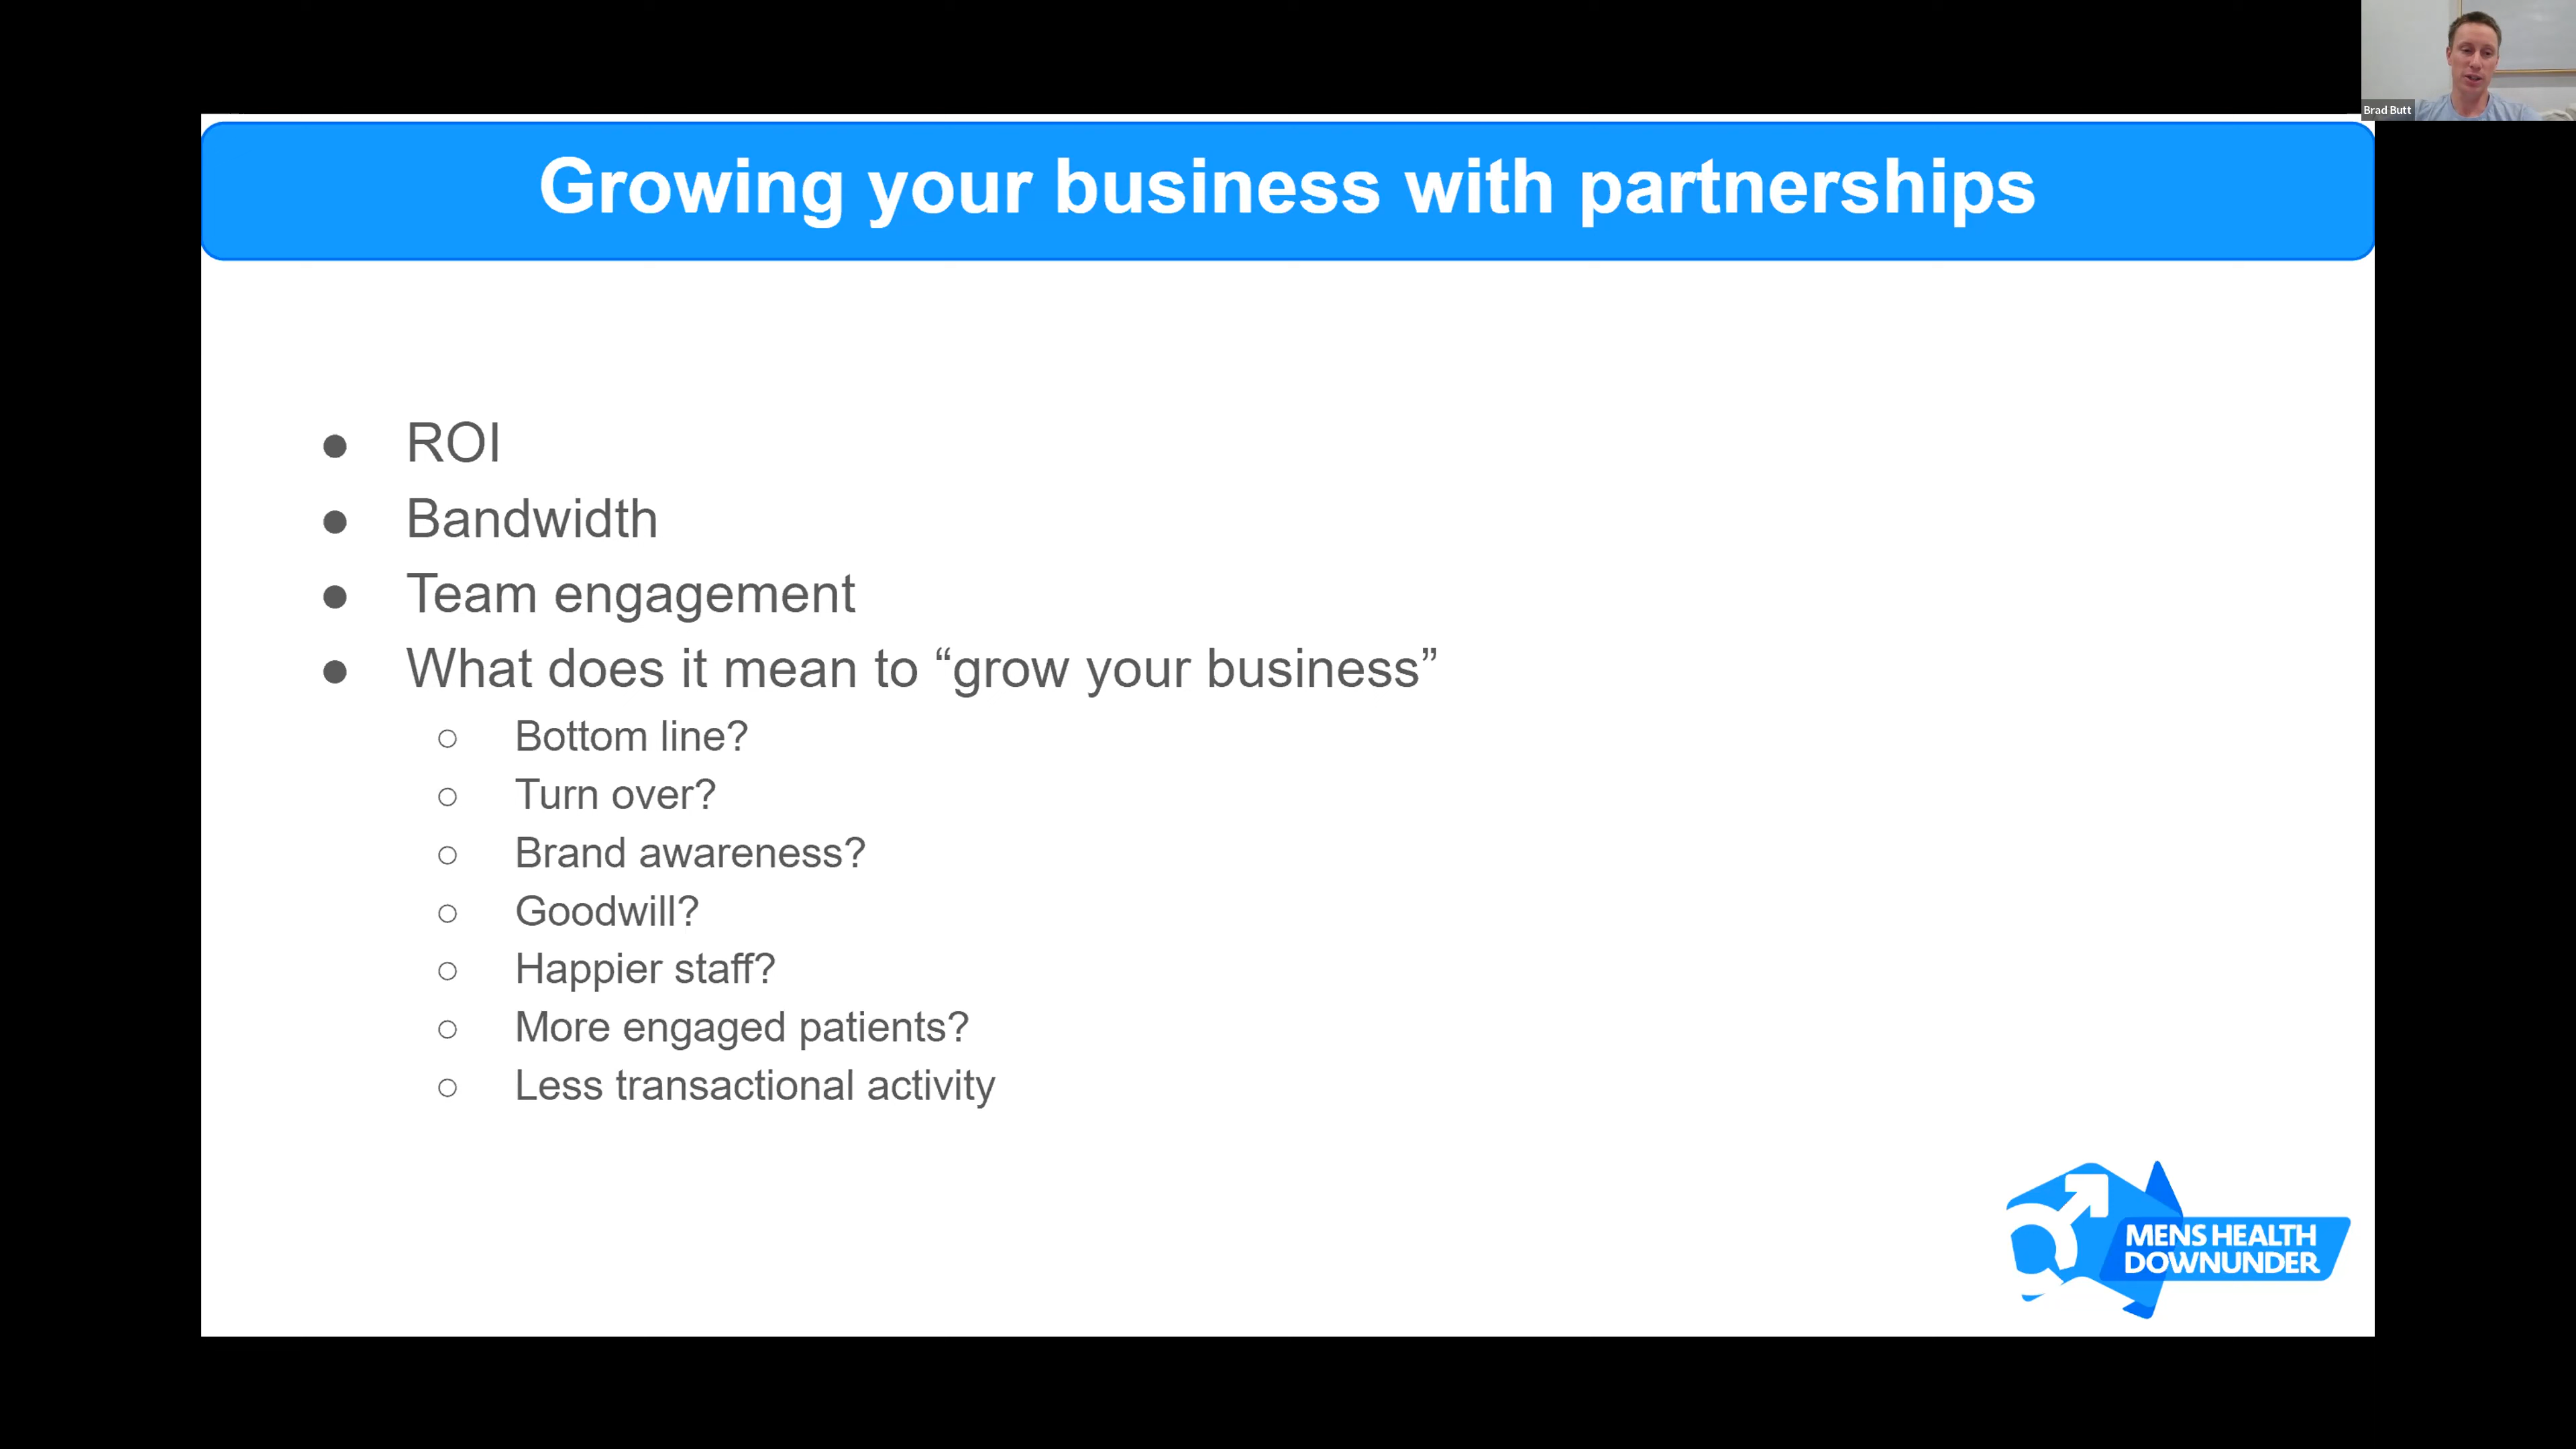 Brad Butt
Growing your business with partnerships
● ROI
● Bandwidth
● Team engagement
● What does it mean to “grow your business”
○ Bottom line?
○ Turn over?
○ Brand awareness?
○ Goodwill?
○ Happier staff?
○ More engaged patients?
○ Less transactional activity
MENS HEALTH
DOWNUNDER